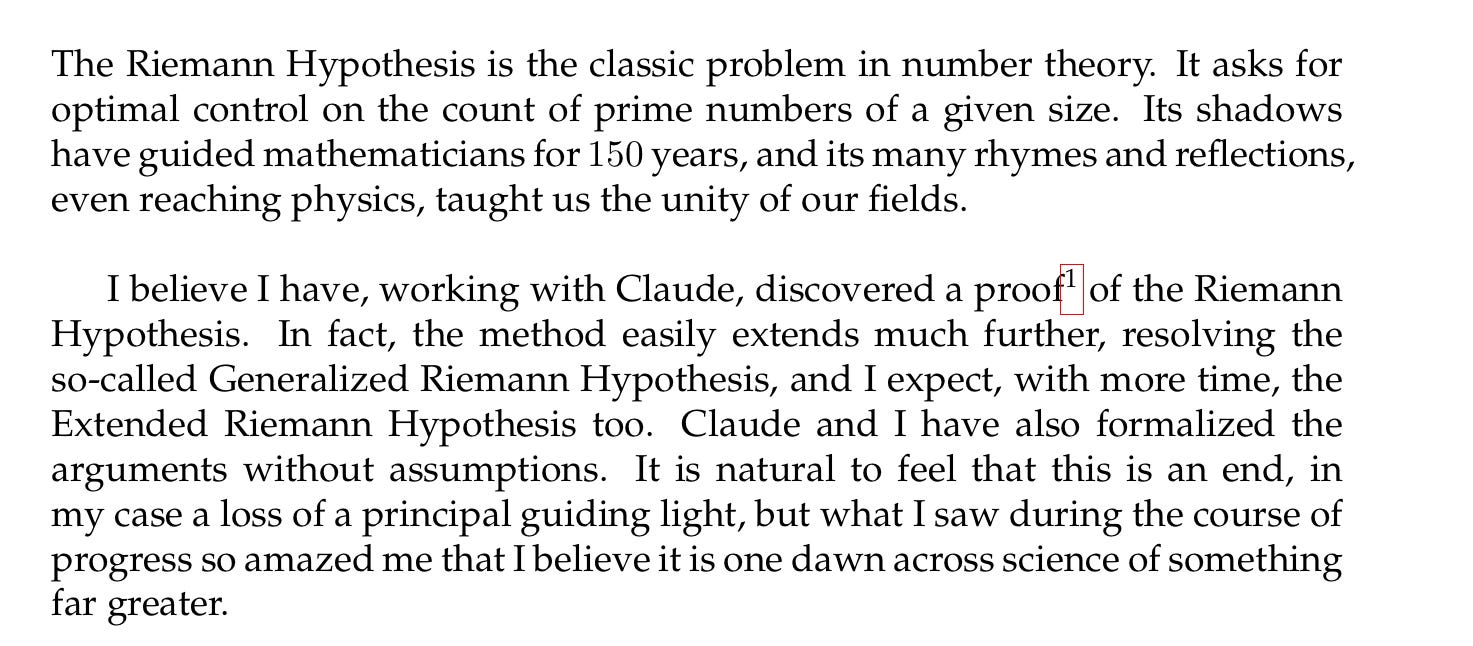 The Riemann Hypothesis is the classic problem in number theory. It asks for
optimal control on the count of prime numbers of a given size. Its shadows
have guided mathematicians for 150 years, and its many rhymes and reflections,
even reaching physics, taught us the unity of our fields.
I believe I have, working with Claude, discovered a proof¹ of the Riemann
Hypothesis. In fact, the method easily extends much further, resolving the
so-called Generalized Riemann Hypothesis, and I expect, with more time, the
Extended Riemann Hypothesis too. Claude and I have also formalized the
arguments without assumptions. It is natural to feel that this is an end, in
my case a loss of a principal guiding light, but what I saw during the course of
progress so amazed me that I believe it is one dawn across science of something
far greater.